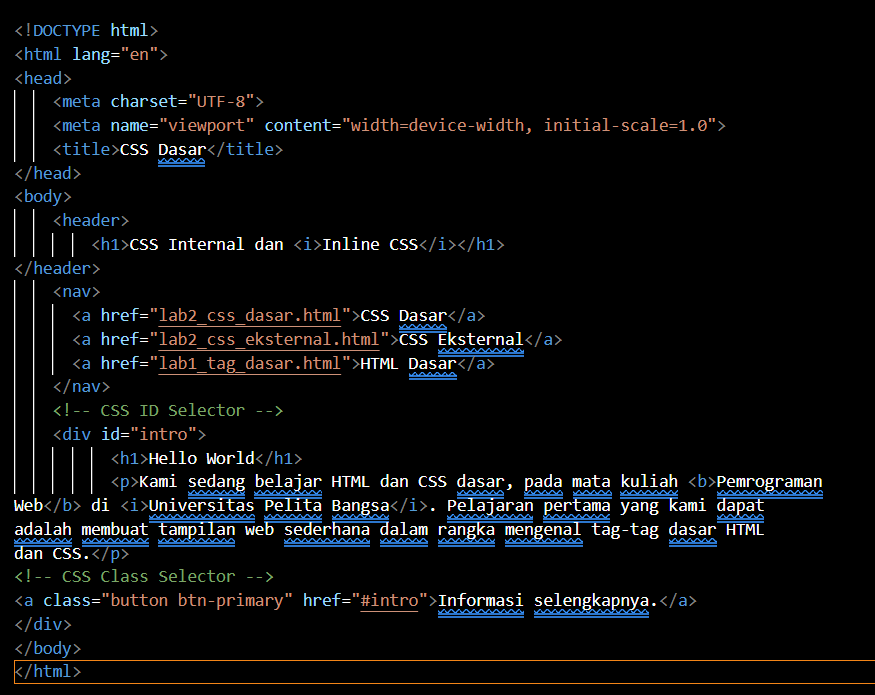 <!DOCTYPE html>
<html lang="en">
<head>
<meta charset="UTF-8">
<meta name="viewport" content="width=device-width, initial-scale=1.0">
<title>CSS Dasar</title>
</head>
<body>
<header>
<h1>CSS Internal dan <i>Inline CSS</i></h1>
</header>
<nav>
<a href="lab2_css_dasar.html">CSS Dasar</a>
<a href="lab2_css_eksternal.html">CSS Eksternal</a>
<a href="lab1_tag_dasar.html">HTML Dasar</a>
</nav>
<!-- CSS ID Selector -->
<div id="intro">
<h1>Hello World</h1>
<p>Kami sedang belajar HTML dan CSS dasar, pada mata kuliah <b>Pemrograman
Web</b> di <i>Universitas Pelita Bangsa</i>. Pelajaran pertama yang kami dapat
adalah membuat tampilan web sederhana dalam rangka mengenal tag-tag dasar HTML
dan CSS.</p>
<!-- CSS Class Selector -->
<a class="button btn-primary" href="#intro">Informasi selengkapnya.</a>
</div>
</body>
</html>